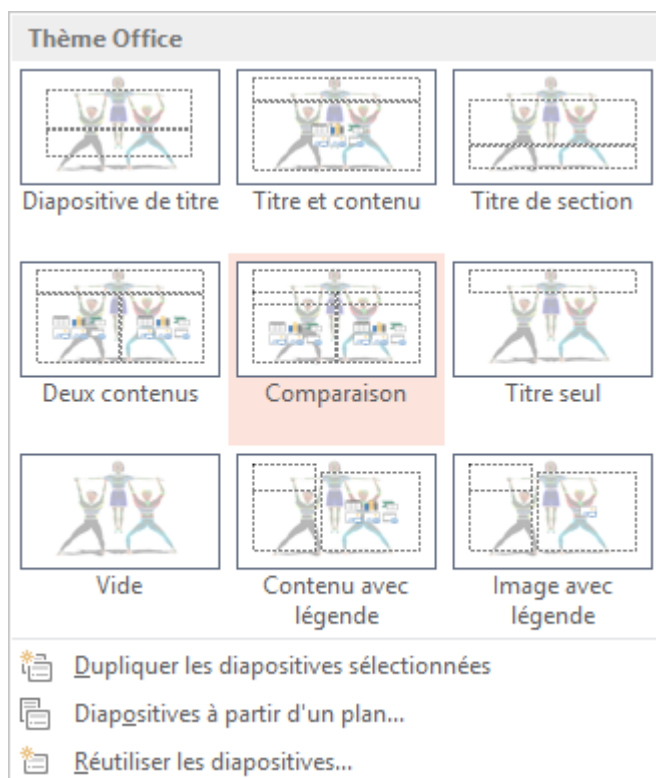 Thème Office
Diapositive de titre
Titre et contenu
Titre de section
Deux contenus
Comparaison
Titre seul
Vide
Contenu avec
légende
Image avec
légende
Dupliquer les diapositives sélectionnées
Diapositives à partir d'un plan...
Réutiliser les diapositives...